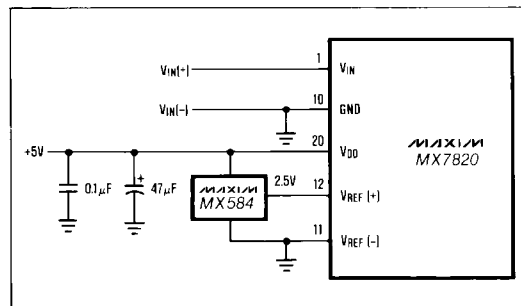 1
VIN(+) VIN
10
VIN(-) GND
20
+5V VDD
MAXIM
MX7820
0.1μF 47μF +
MAXIM
MX584
2.5V 12
VREF (+)
11
VREF (-)